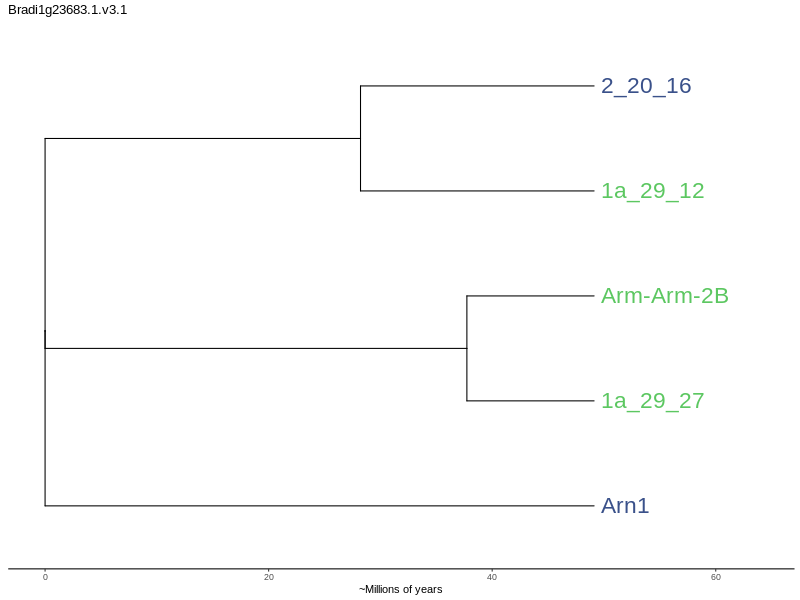 Bradi1g23683.1.v3.1
2_20_16
1a_29_12
Arm-Arm-2B
1a_29_27
Arn1
0 20 40 60
~Millions of years